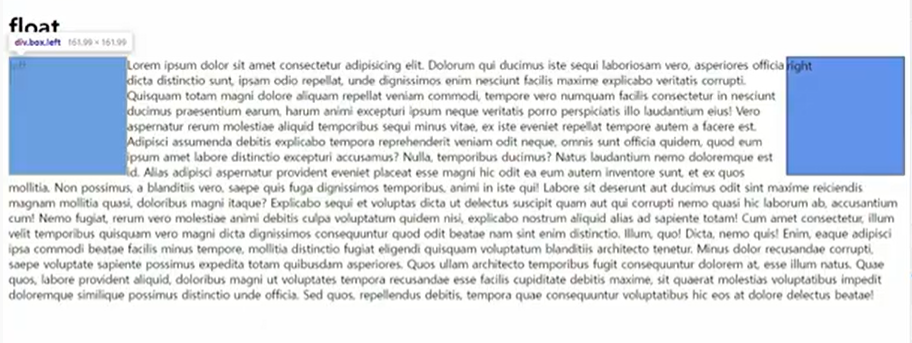 float
div.box.left 161.99 × 161.99
left
Lorem ipsum dolor sit amet consectetur adipisicing elit. Dolorum qui ducimus iste sequi laboriosam vero, asperiores officia
right
dicta distinctio sunt, ipsam odio repellat, unde dignissimos enim nesciunt facilis maxime explicabo veritatis corrupti.
Quisquam totam magni dolore aliquam repellat veniam commodi, tempore vero numquam facilis consectetur in nesciunt
ducimus praesentium earum, harum animi excepturi ipsum neque veritatis porro perspiciatis illo laudantium eius! Vero
aspernatur rerum molestiae aliquid temporibus sequi minus vitae, ex iste eveniet repellat tempore autem a facere est.
Adipisci assumenda debitis explicabo tempora reprehenderit veniam odit neque, omnis sunt officia quidem, quod eum
ipsum amet labore distinctio excepturi accusamus? Nulla, temporibus ducimus? Natus laudantium nemo doloremque est
id. Alias adipisci aspernatur provident eveniet placeat esse magni hic odit ea eum autem inventore sunt, et ex quos
mollitia. Non possimus, a blanditiis vero, saepe quis fuga dignissimos temporibus, animi in iste qui! Labore sit deserunt aut ducimus odit sint maxime reiciendis
magnam mollitia quasi, doloribus magni itaque? Explicabo sequi et voluptas dicta ut delectus suscipit quam aut qui corrupti nemo quasi hic laborum ab, accusantium
cum! Nemo fugiat, rerum vero molestiae animi debitis culpa voluptatum quidem nisi, explicabo nostrum aliquid alias ad sapiente totam! Cum amet consectetur, illum
velit temporibus quisquam vero magni dicta dignissimos consequuntur quod odit beatae nam sint enim distinctio. Illum, quo! Dicta, nemo quis! Enim, eaque adipisci
ipsa commodi beatae facilis minus tempore, mollitia distinctio fugiat eligendi quisquam voluptatum blanditiis architecto tenetur. Minus dolor recusandae corrupti,
saepe voluptate sapiente possimus expedita totam quibusdam asperiores. Quos ullam architecto temporibus fugit consequuntur dolorem at, esse illum natus. Quae
quos, labore provident aliquid, doloribus magni ut voluptates tempora recusandae esse facilis cupiditate debitis maxime, sit quaerat molestias voluptatibus impedit
doloremque similique possimus distinctio unde officia. Sed quos, repellendus debitis, tempora quae consequuntur voluptatibus hic eos at dolore delectus beatae!